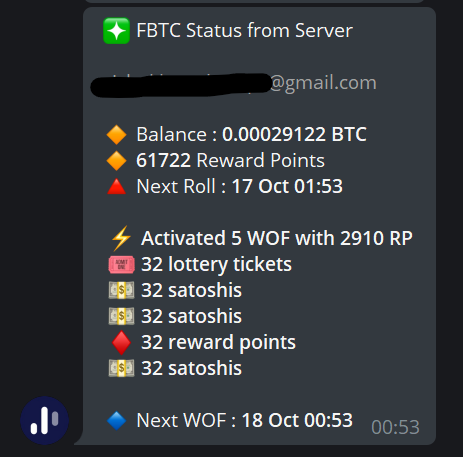 FBTC Status from Server
@gmail.com
Balance : 0.00029122 BTC
61722 Reward Points
Next Roll : 17 Oct 01:53
Activated 5 WOF with 2910 RP
32 lottery tickets
32 satoshis
32 satoshis
32 reward points
32 satoshis
Next WOF : 18 Oct 00:53
00:53